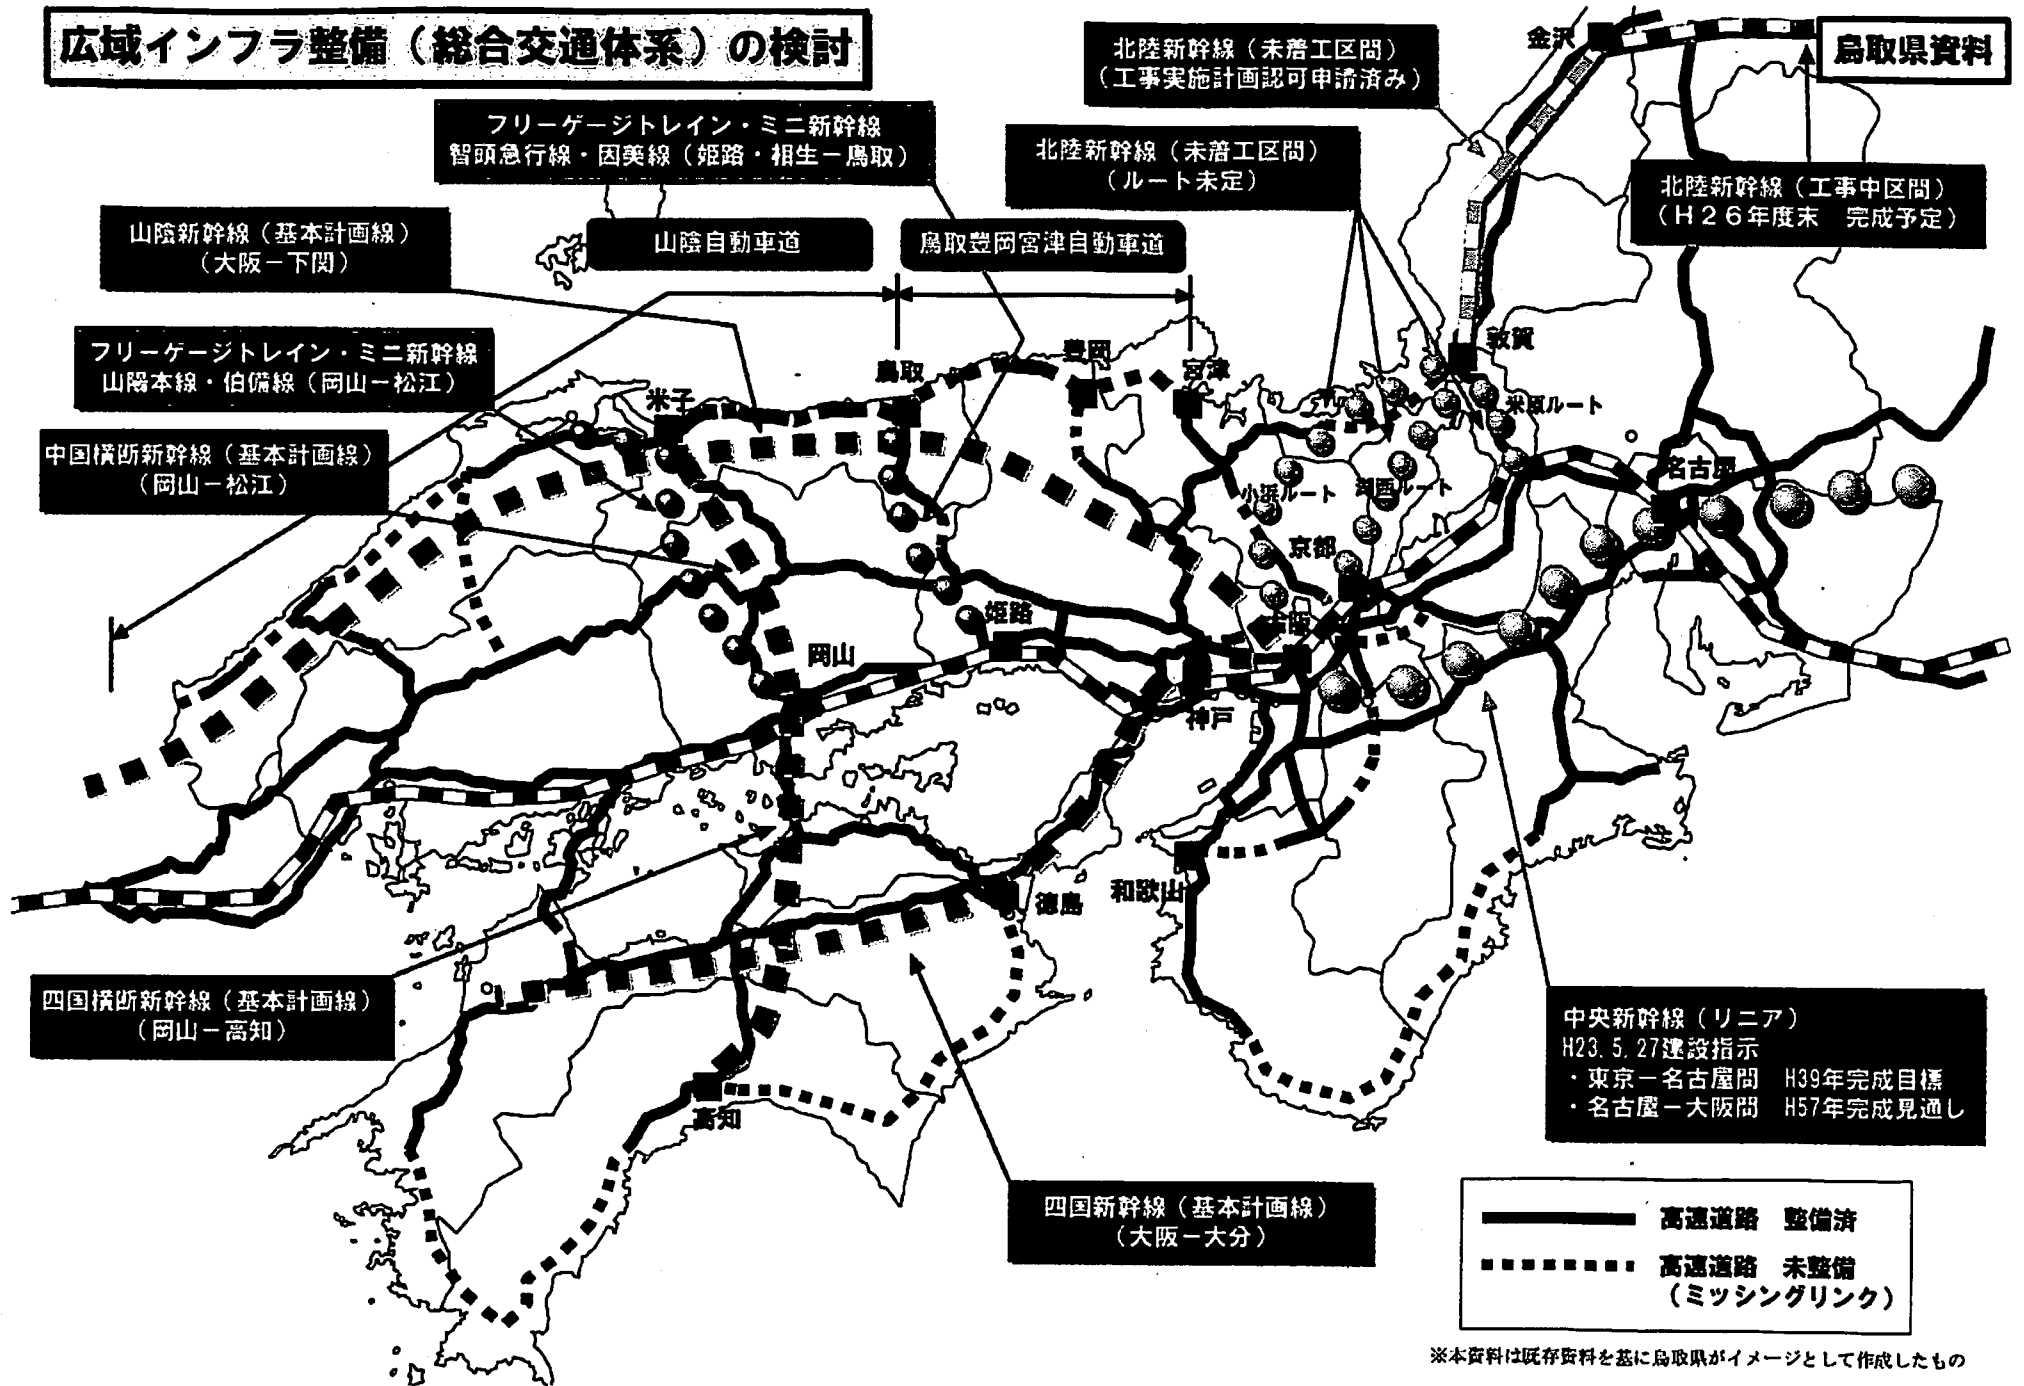 広域インフラ整備(総合交通体系)の検討
鳥取県資料
北陸新幹線(未着工区間)
(工事実施計画認可申請済み)
フリーゲージトレイン・ミニ新幹線
智頭急行線・因美線(姫路・相生−鳥取)
北陸新幹線(未着工区間)
(ルート未定)
北陸新幹線(工事中区間)
(H26年度末 完成予定)
山陰新幹線(基本計画線)
(大阪−下関)
山陰自動車道
鳥取豊岡宮津自動車道
フリーゲージトレイン・ミニ新幹線
山陽本線・伯備線(岡山−松江)
中国横断新幹線(基本計画線)
(岡山−松江)
金沢
敦賀
豊岡
宮津
鳥取
米子
米原ルート
名古屋
小浜ルート
湖西ルート
京都
姫路
大阪
岡山
神戸
徳島
和歌山
高知
四国横断新幹線(基本計画線)
(岡山−高知)
中央新幹線(リニア)
H23.5.27建設指示
・東京−名古屋間 H39年完成目標
・名古屋−大阪間 H57年完成見通し
四国新幹線(基本計画線)
(大阪−大分)
高速道路 整備済
高速道路 未整備
(ミッシングリンク)
※本資料は既存資料を基に鳥取県がイメージとして作成したもの